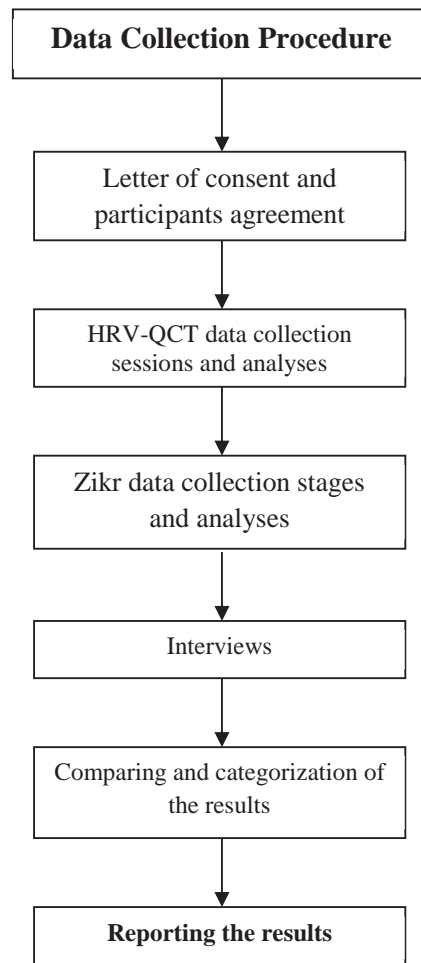 Data Collection Procedure
Letter of consent and
participants agreement
HRV-QCT data collection
sessions and analyses
Zikr data collection stages
and analyses
Interviews
Comparing and categorization of
the results
Reporting the results